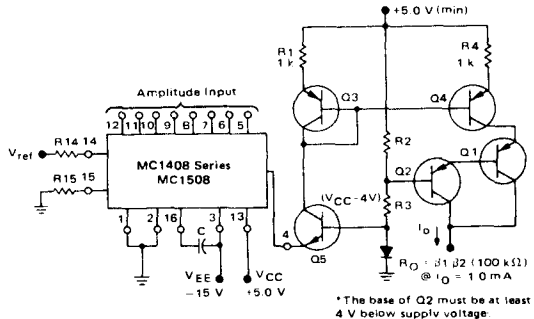 +5.0 V (min)
R1
1 k
R4
1 k
Q3
Q4
Amplitude Input
12 11 10 9 8 7 6 5
Vref
R14 14
MC1408 Series
MC1508
R15 15
R2
Q2
Q1
(VCC-4V)
R3
1 2 16 3 13
C
4
Q5
IO
VEE
-15 V
VCC
+5.0 V
RO = β1 β2 (100 kΩ)
@ IO = 1.0 mA
*The base of Q2 must be at least
4 V below supply voltage.